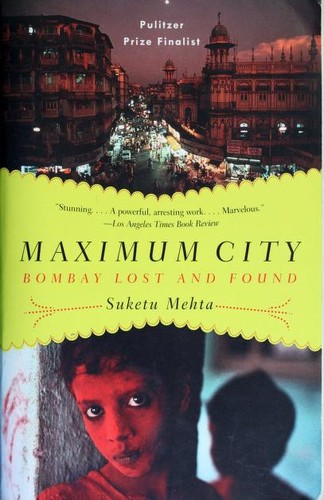 Pulitzer
Prize Finalist
"Stunning. . . . A powerful, arresting work. . . . Marvelous."
—Los Angeles Times Book Review
MAXIMUM CITY
BOMBAY LOST AND FOUND
Suketu Mehta